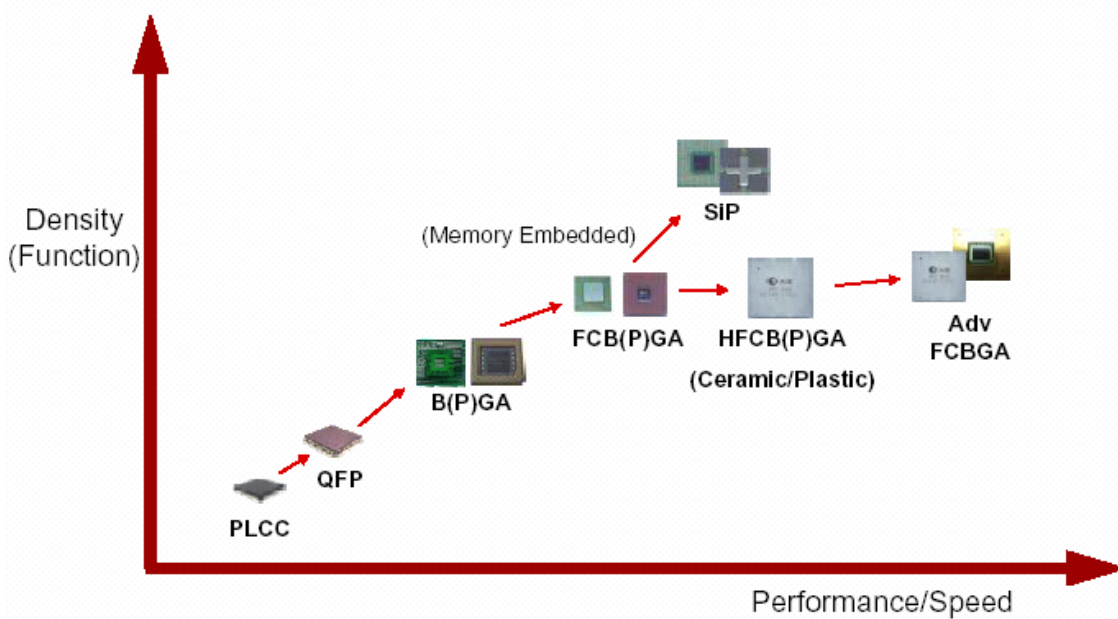 Density
(Function)
SiP
(Memory Embedded)
FCB(P)GA
HFCB(P)GA
(Ceramic/Plastic)
Adv
FCBGA
B(P)GA
QFP
PLCC
Performance/Speed